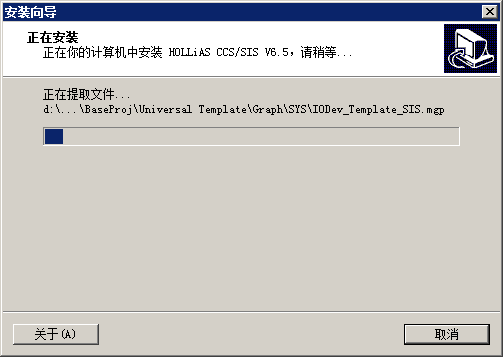 安装向导
正在安装
正在你的计算机中安装 HOLLiAS CCS/SIS V6.5，请稍等...
正在提取文件...
d:\...\BaseProj\Universal Template\Graph\SYS\IODev_Template_SIS.mgp
关于(A)
取消